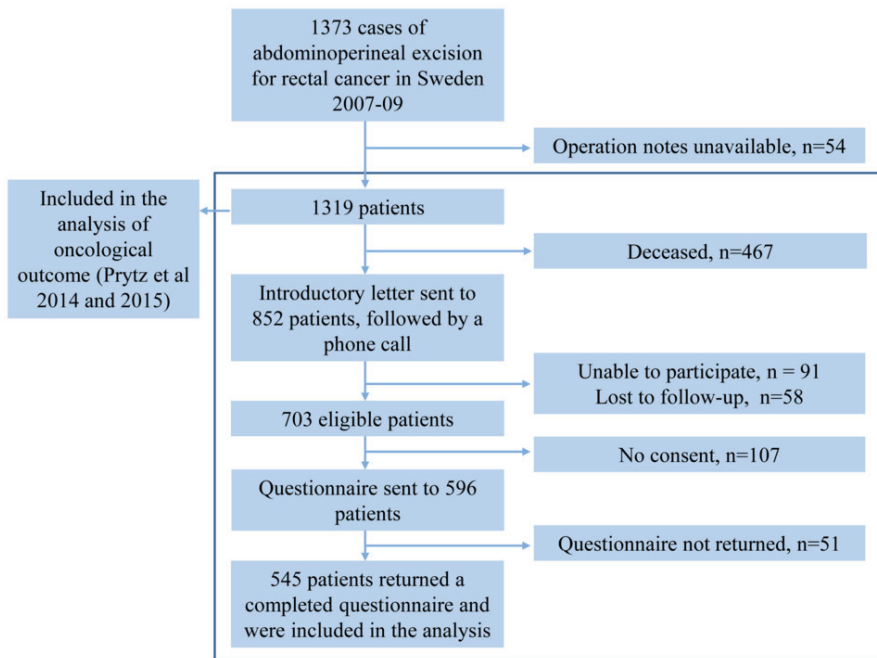 1373 cases of
abdominoperineal excision
for rectal cancer in Sweden
2007-09
Operation notes unavailable, n=54
Included in the
analysis of
oncological
outcome (Prytz et al
2014 and 2015)
1319 patients
Deceased, n=467
Introductory letter sent to
852 patients, followed by a
phone call
Unable to participate, n = 91
Lost to follow-up, n=58
703 eligible patients
No consent, n=107
Questionnaire sent to 596
patients
Questionnaire not returned, n=51
545 patients returned a
completed questionnaire and
were included in the analysis